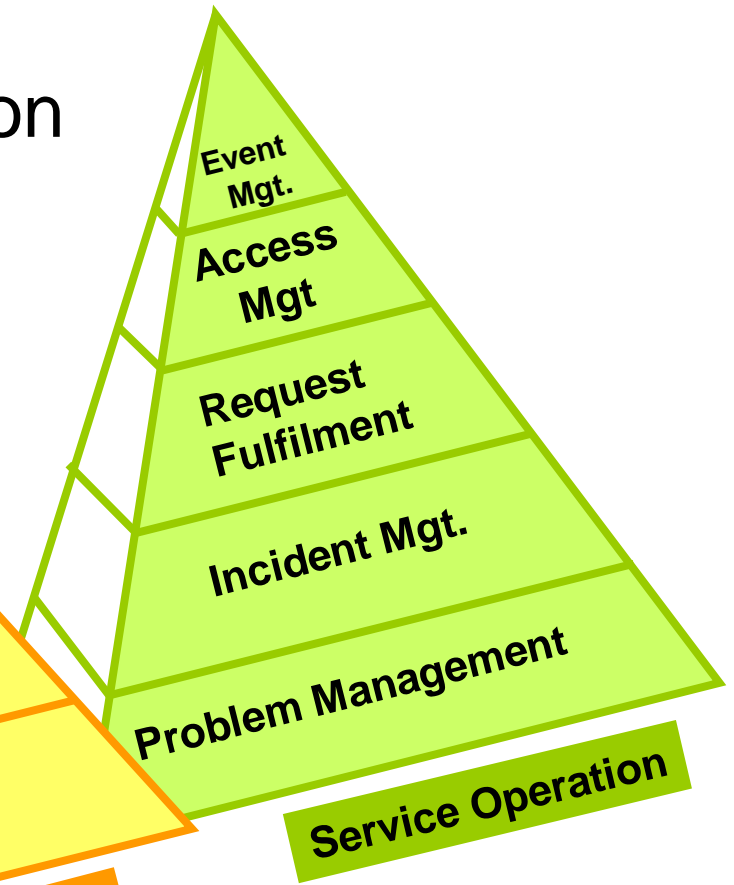 on
Event
Mgt.
Access
Mgt
Request
Fulfilment
Incident Mgt.
Problem Management
Service Operation